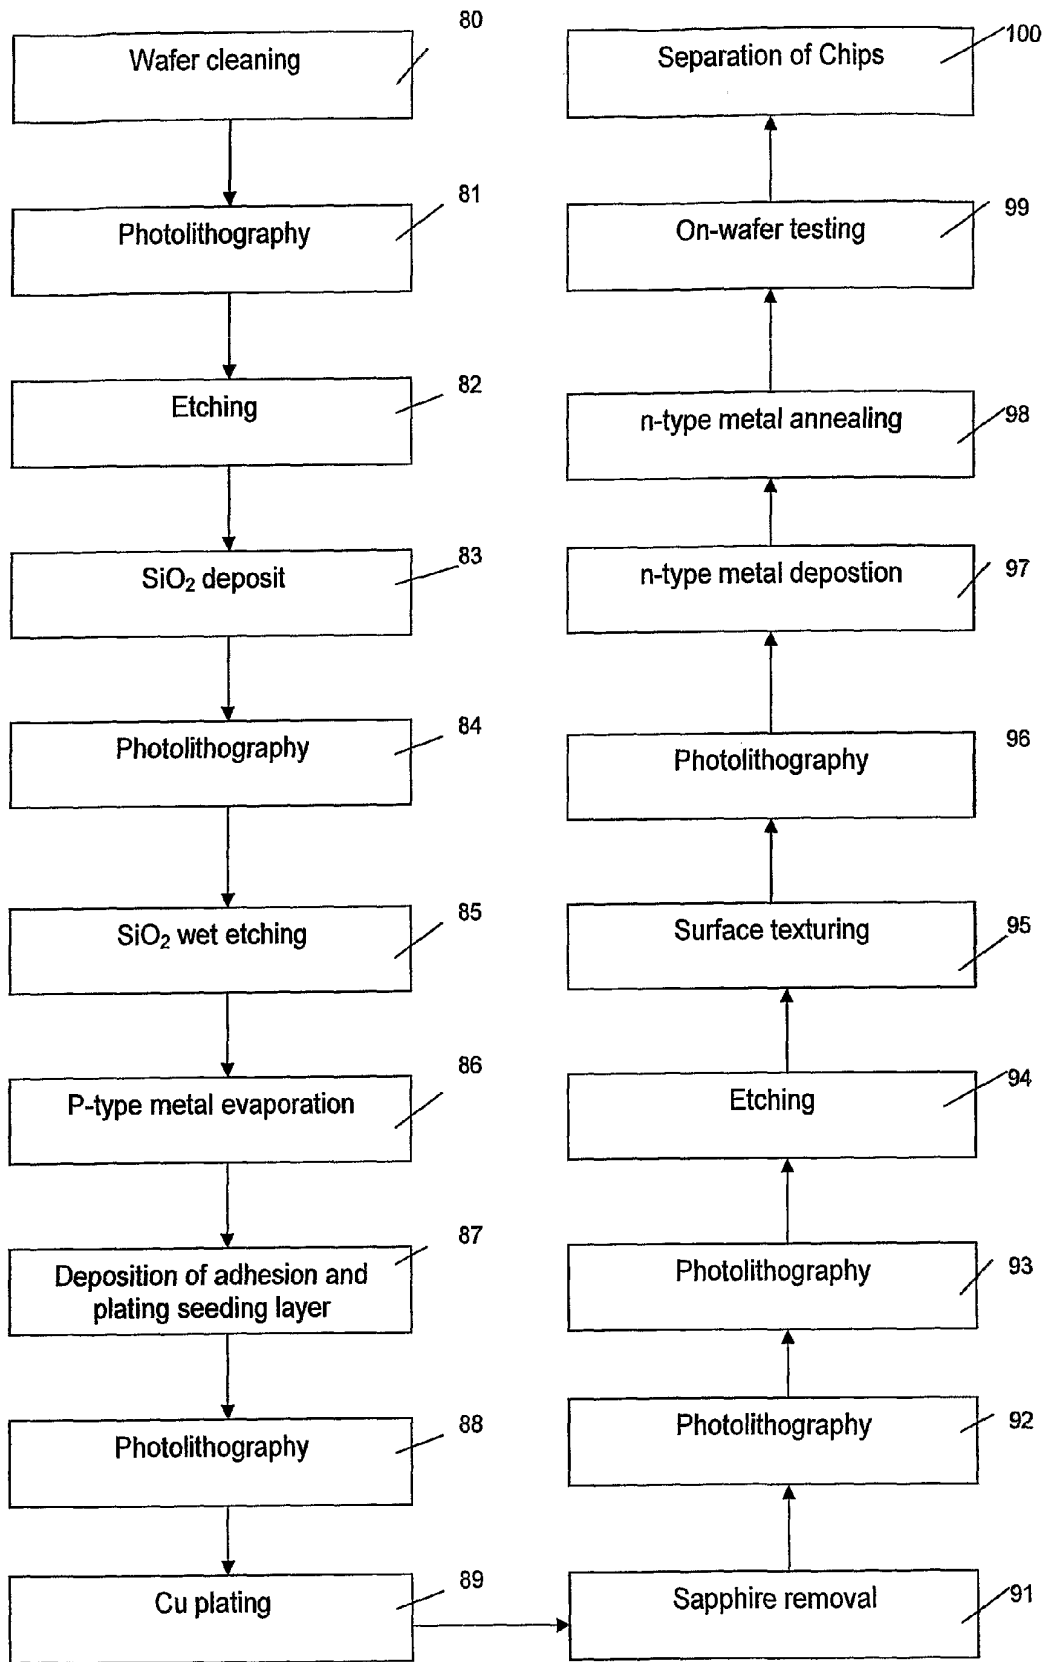 80
Wafer cleaning
81
Photolithography
82
Etching
83
SiO₂ deposit
84
Photolithography
85
SiO₂ wet etching
86
P-type metal evaporation
87
Deposition of adhesion and
plating seeding layer
88
Photolithography
89
Cu plating
91
Sapphire removal
92
Photolithography
93
Photolithography
94
Etching
95
Surface texturing
96
Photolithography
97
n-type metal depostion
98
n-type metal annealing
99
On-wafer testing
100
Separation of Chips